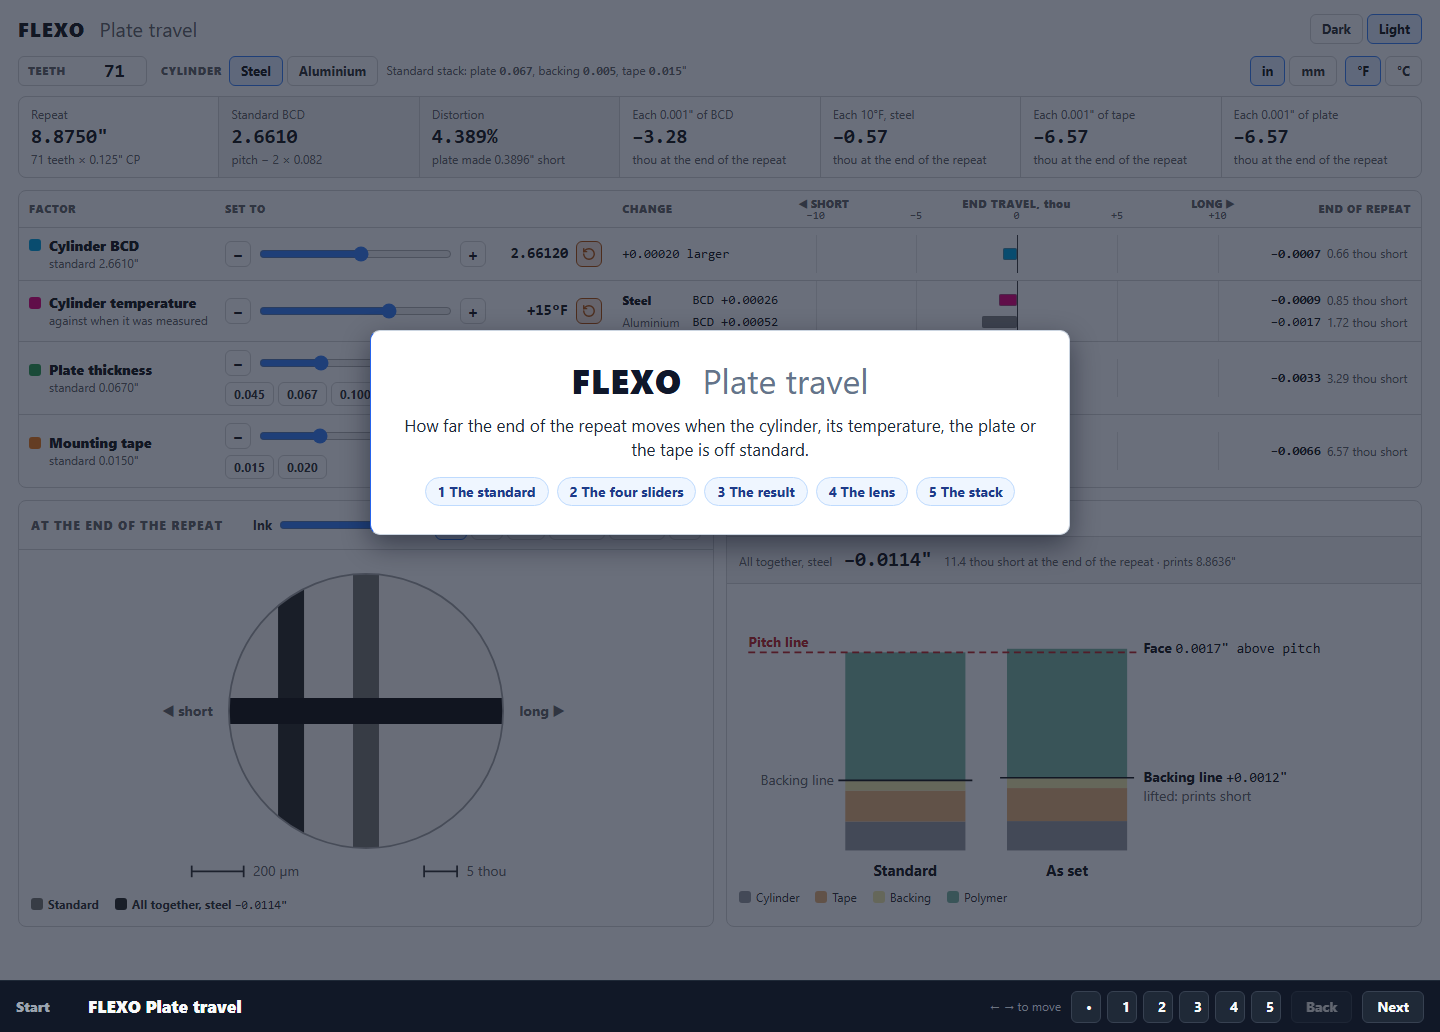 FLEXO Plate travel
Dark Light
TEETH 71 CYLINDER Steel Aluminium Standard stack: plate 0.067, backing 0.005, tape 0.015"
in mm °F °C
Repeat
8.8750"
71 teeth × 0.125" CP
Standard BCD
2.6610
pitch − 2 × 0.082
Distortion
4.389%
plate made 0.3896" short
Each 0.001" of BCD
−3.28
thou at the end of the repeat
Each 10°F, steel
−0.57
thou at the end of the repeat
Each 0.001" of tape
−6.57
thou at the end of the repeat
Each 0.001" of plate
−6.57
thou at the end of the repeat
FACTOR SET TO CHANGE ◀ SHORT END TRAVEL, thou LONG ▶ END OF REPEAT
−10 −5 0 +5 +10
Cylinder BCD
standard 2.6610"
− + 2.66120 +0.00020 larger −0.0007 0.66 thou short
Cylinder temperature
against when it was measured
− + +15°F
Steel BCD +0.00026 −0.0009 0.85 thou short
Aluminium BCD +0.00052 −0.0017 1.72 thou short
Plate thickness
standard 0.0670"
−
0.045 0.067 0.100
−0.0033 3.29 thou short
Mounting tape
standard 0.0150"
−
0.015 0.020
−0.0066 6.57 thou short
FLEXO Plate travel
How far the end of the repeat moves when the cylinder, its temperature, the plate or
the tape is off standard.
1 The standard 2 The four sliders 3 The result 4 The lens 5 The stack
AT THE END OF THE REPEAT Ink
◀ short long ▶
200 µm 5 thou
Standard All together, steel −0.0114"
All together, steel −0.0114" 11.4 thou short at the end of the repeat · prints 8.8636"
Pitch line
Face 0.0017" above pitch
Backing line
Backing line +0.0012"
lifted: prints short
Standard As set
Cylinder Tape Backing Polymer
Start FLEXO Plate travel ← → to move • 1 2 3 4 5 Back Next